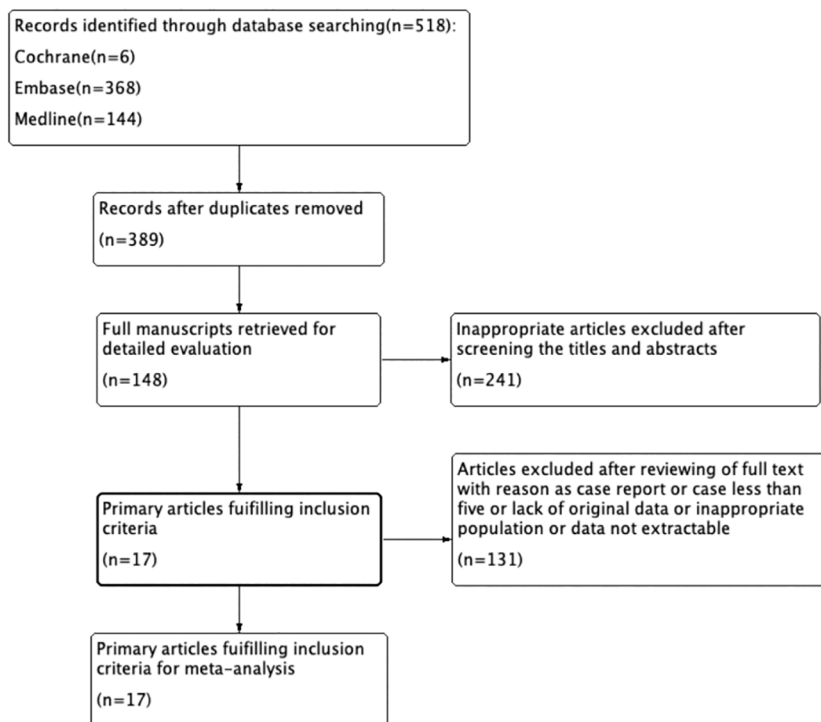 Records identified through database searching(n=518):
Cochrane(n=6)
Embase(n=368)
Medline(n=144)
Records after duplicates removed
(n=389)
Full manuscripts retrieved for
detailed evaluation
(n=148)
Inappropriate articles excluded after
screening the titles and abstracts
(n=241)
Articles excluded after reviewing of full text
with reason as case report or case less than
five or lack of original data or inappropriate
population or data not extractable
(n=131)
Primary articles fuifilling inclusion
criteria
(n=17)
Primary articles fuifilling inclusion
criteria for meta-analysis
(n=17)